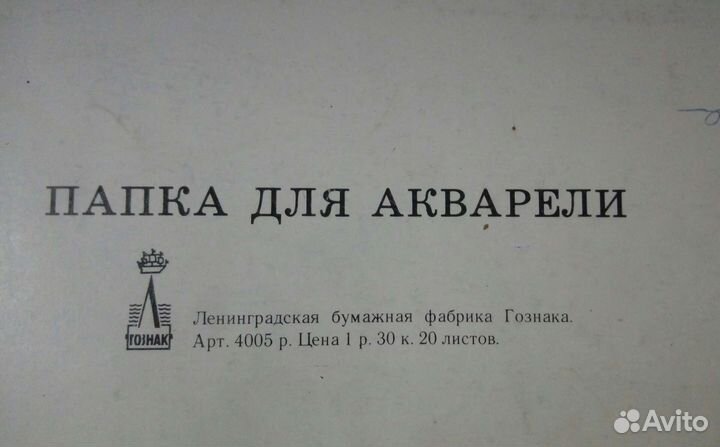 ПАПКА ДЛЯ АКВАРЕЛИ
ГОЗНАК
Ленинградская бумажная фабрика Гознака.
Арт. 4005 р. Цена 1 р. 30 к. 20 листов.
Avito